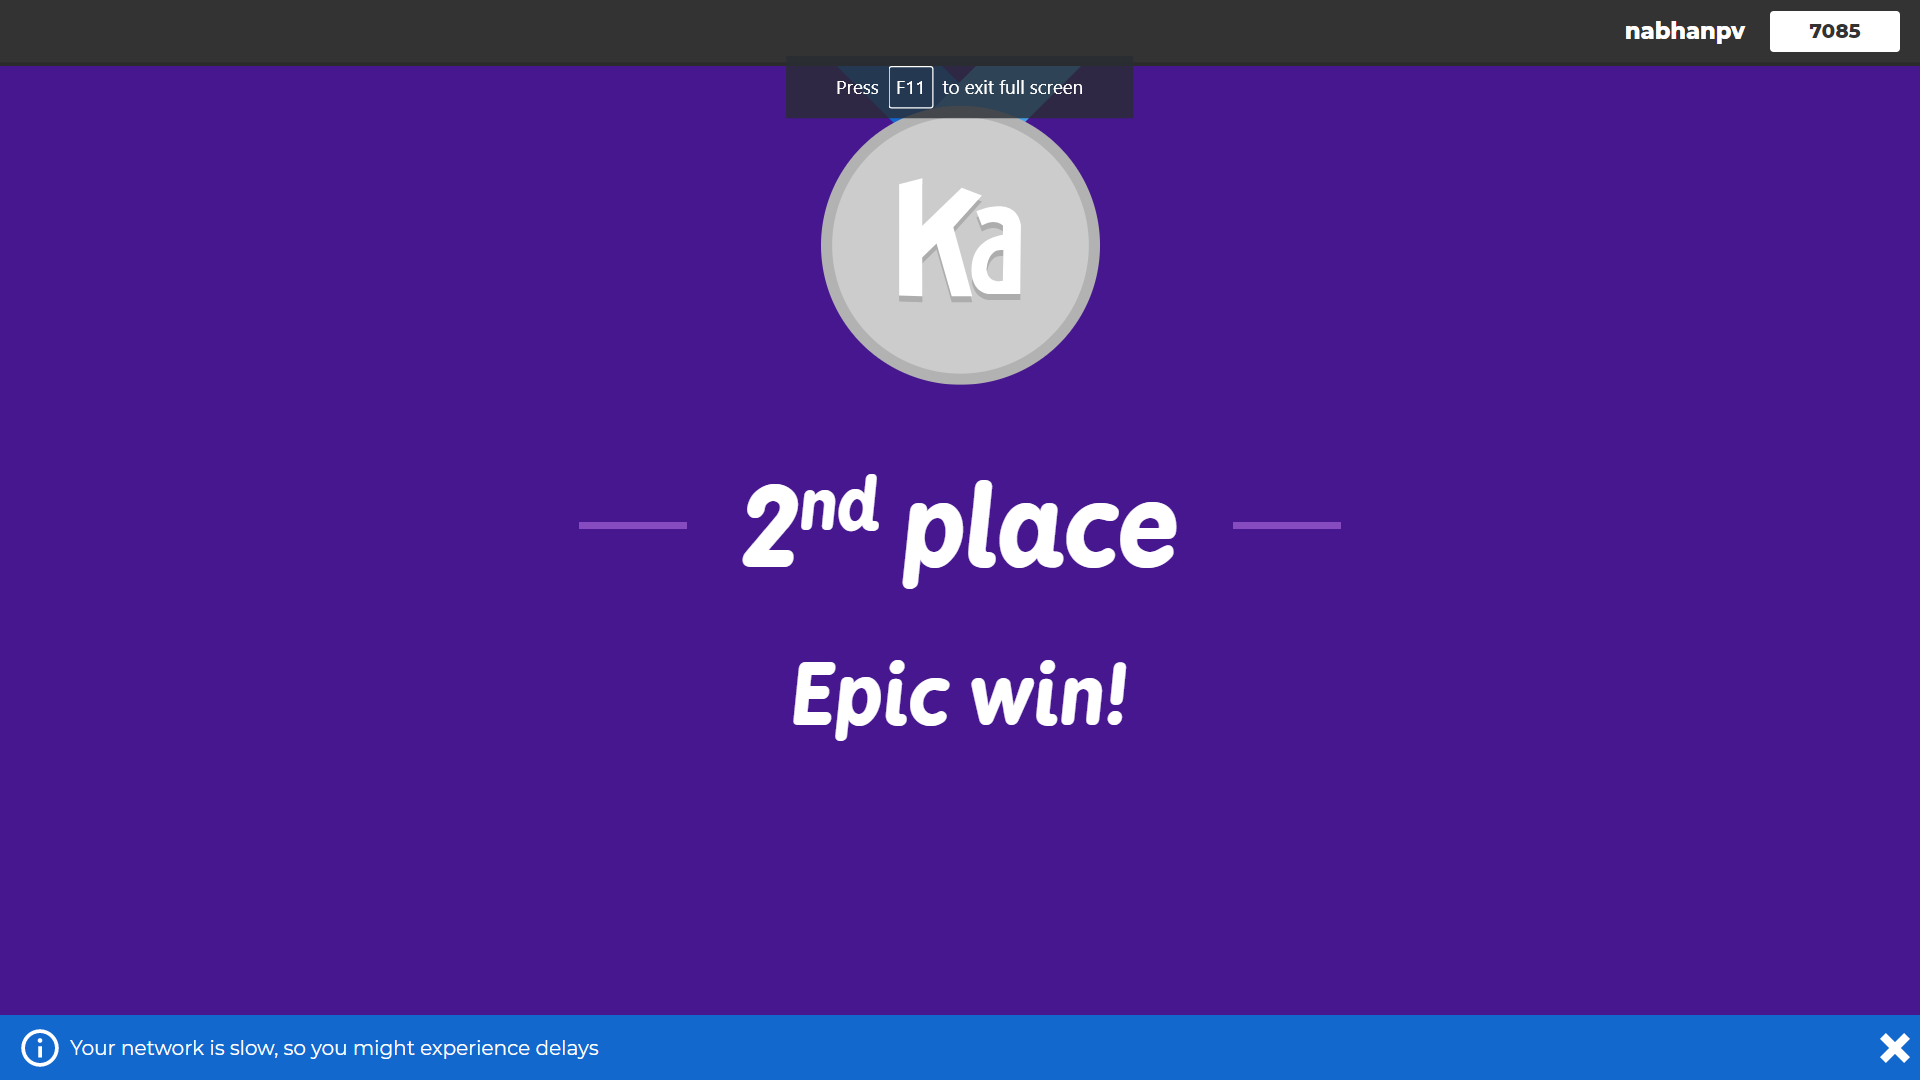 nabhanpv 7085
Press F11 to exit full screen
Ka
2nd place
Epic win!
Your network is slow, so you might experience delays